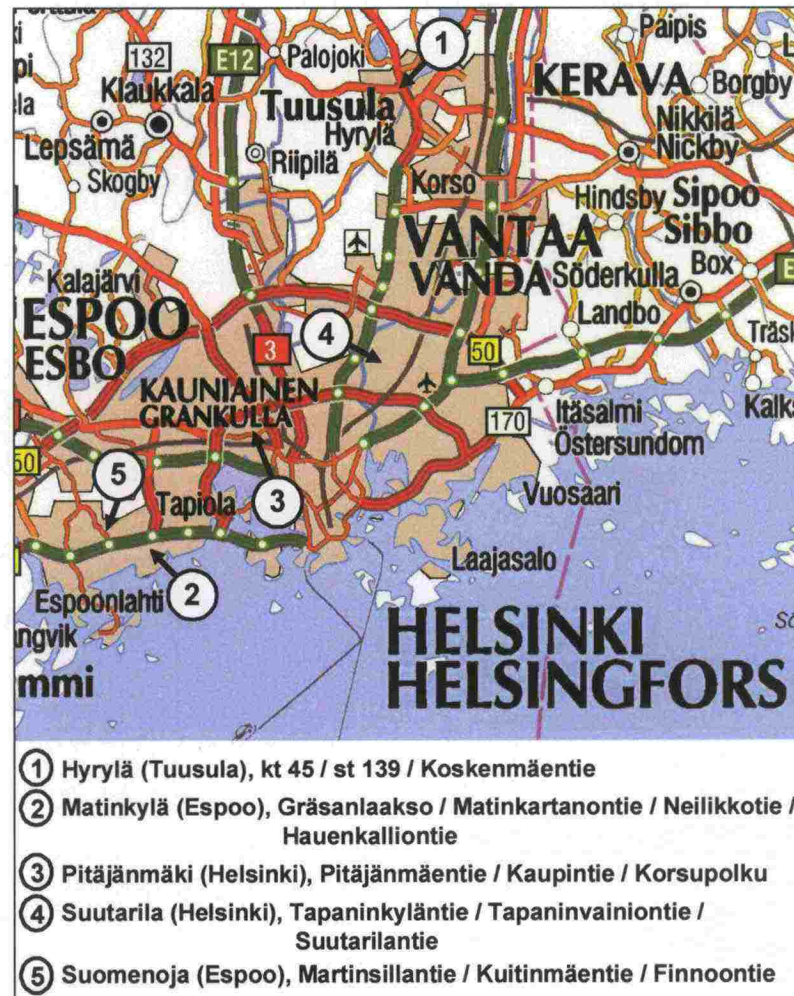 Paipis
132
E12
Palojoki
1
Klaukkala
KERAVA
Borgby
Tuusula
Hyrylä
Nikkilä
Nickby
Lepsämä
Riipilä
Skogby
Korso
Hindsby
Sipoo
Sibbo
VANTAA
VANDA
Söderkulla
Box
Kalajärvi
E
ESPOO
ESBO
Landbo
4
3
50
KAUNIAINEN
GRANKULLA
170
Itäsalmi
Östersundom
50
5
3
Tapiola
Vuosaari
Laajasalo
Espoonlahti
2
HELSINKI
HELSINGFORS
1 Hyrylä (Tuusula), kt 45 / st 139 / Koskenmäentie
2 Matinkylä (Espoo), Gräsanlaakso / Matinkartanontie / Neilikkotie /
Hauenkalliontie
3 Pitäjänmäki (Helsinki), Pitäjänmäentie / Kaupintie / Korsupolku
4 Suutarila (Helsinki), Tapaninkyläntie / Tapaninvainiontie /
Suutarilantie
5 Suomenoja (Espoo), Martinsillantie / Kuitinmäentie / Finnoontie